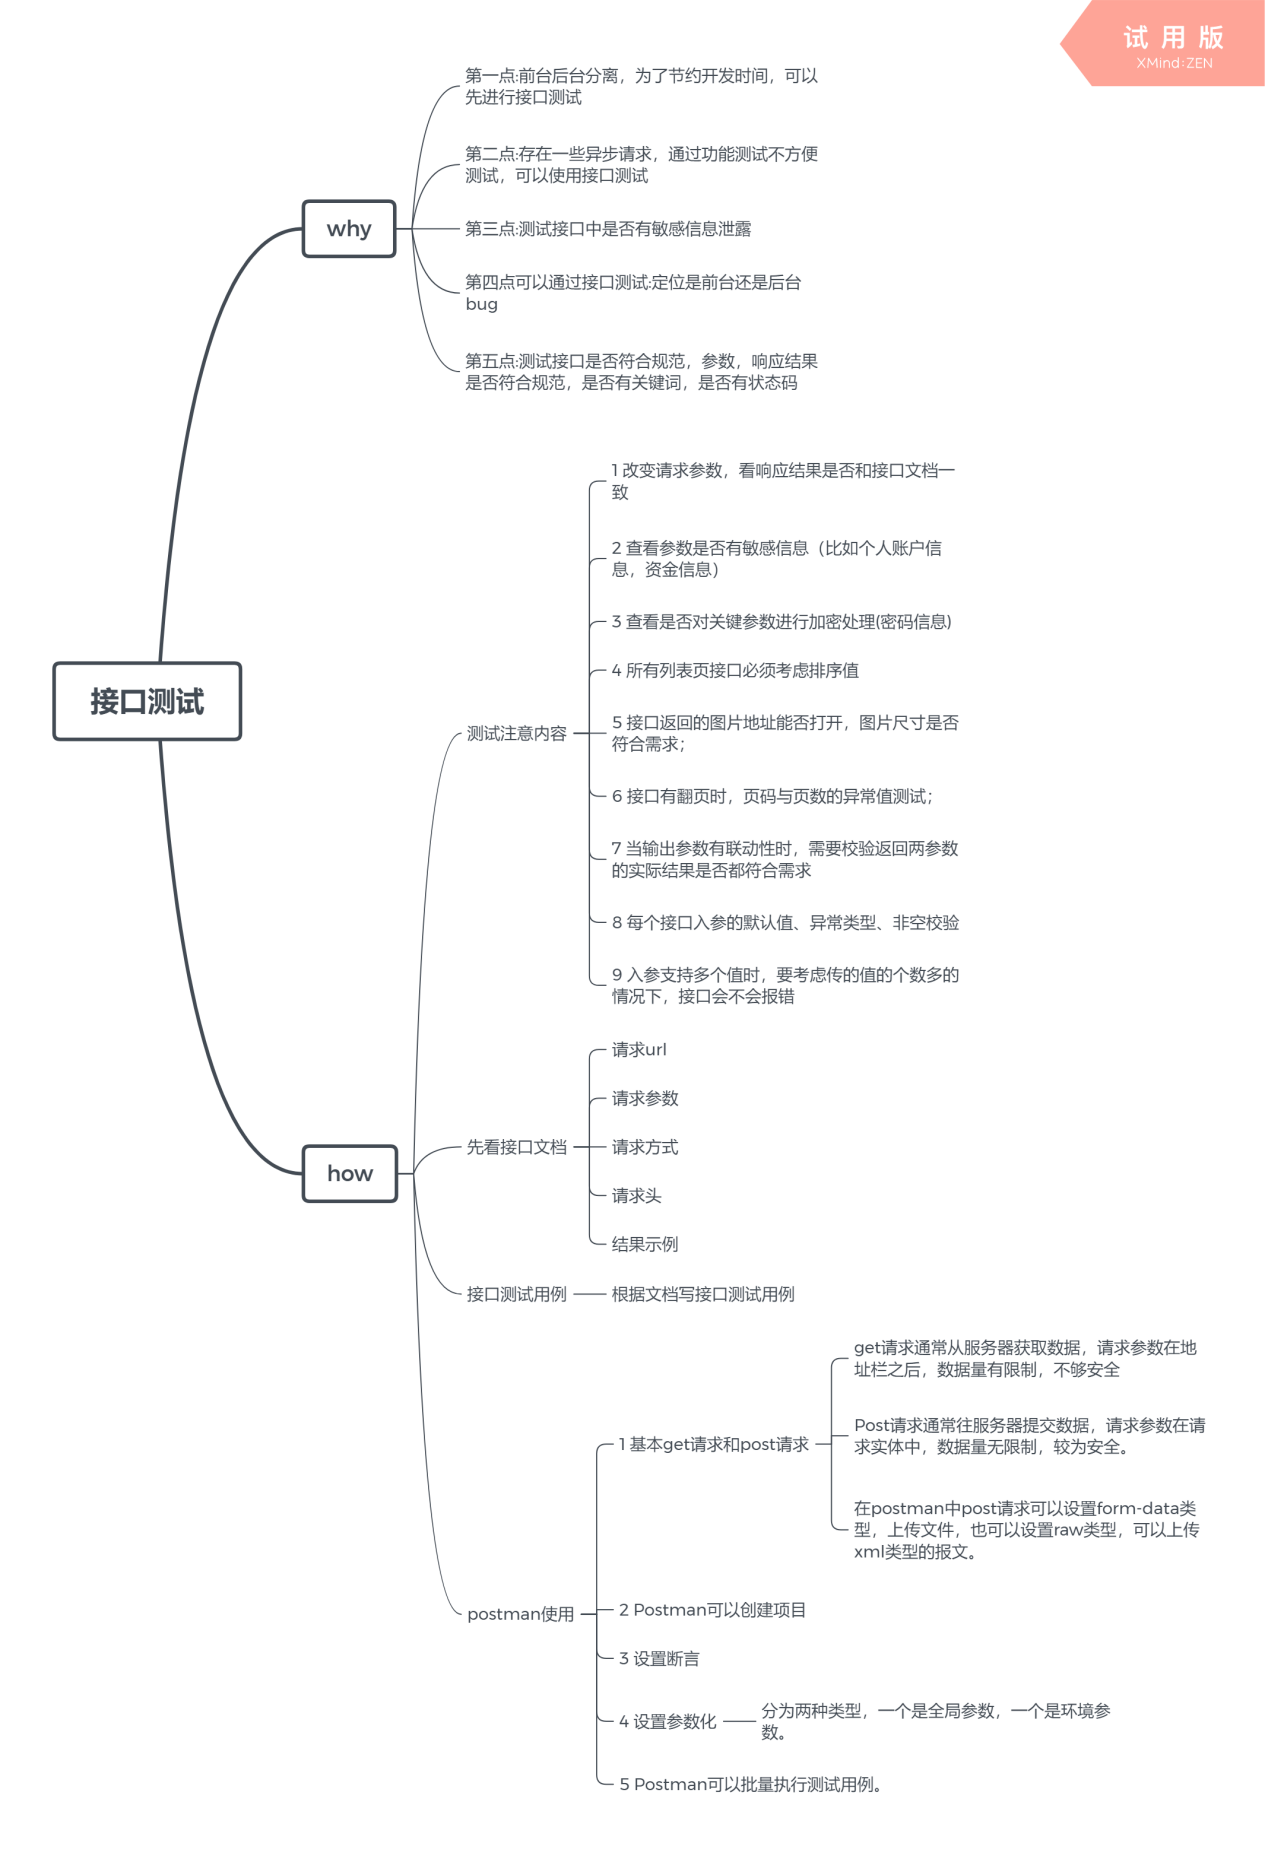 试 用 版
XMind:ZEN
接口测试
why
第一点:前台后台分离，为了节约开发时间，可以
先进行接口测试
第二点:存在一些异步请求，通过功能测试不方便
测试，可以使用接口测试
第三点:测试接口中是否有敏感信息泄露
第四点可以通过接口测试:定位是前台还是后台
bug
第五点:测试接口是否符合规范，参数，响应结果
是否符合规范，是否有关键词，是否有状态码
how
测试注意内容
1 改变请求参数，看响应结果是否和接口文档一
致
2 查看参数是否有敏感信息（比如个人账户信
息，资金信息）
3 查看是否对关键参数进行加密处理(密码信息)
4 所有列表页接口必须考虑排序值
5 接口返回的图片地址能否打开，图片尺寸是否
符合需求；
6 接口有翻页时，页码与页数的异常值测试；
7 当输出参数有联动性时，需要校验返回两参数
的实际结果是否都符合需求
8 每个接口入参的默认值、异常类型、非空校验
9 入参支持多个值时，要考虑传的值的个数多的
情况下，接口会不会报错
先看接口文档
请求url
请求参数
请求方式
请求头
结果示例
接口测试用例
根据文档写接口测试用例
postman使用
1 基本get请求和post请求
get请求通常从服务器获取数据，请求参数在地
址栏之后，数据量有限制，不够安全
Post请求通常往服务器提交数据，请求参数在请
求实体中，数据量无限制，较为安全。
在postman中post请求可以设置form-data类
型，上传文件，也可以设置raw类型，可以上传
xml类型的报文。
2 Postman可以创建项目
3 设置断言
4 设置参数化
分为两种类型，一个是全局参数，一个是环境参
数。
5 Postman可以批量执行测试用例。